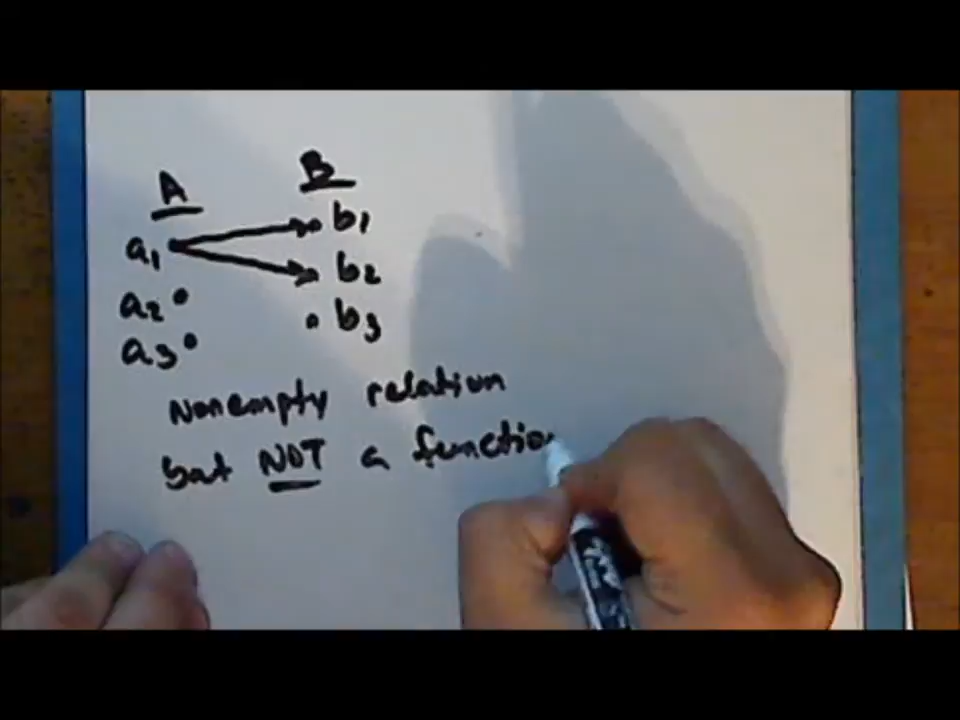 A B
a1 b1
a2 b2
a3 b3
Nonempty relation
but NOT a function